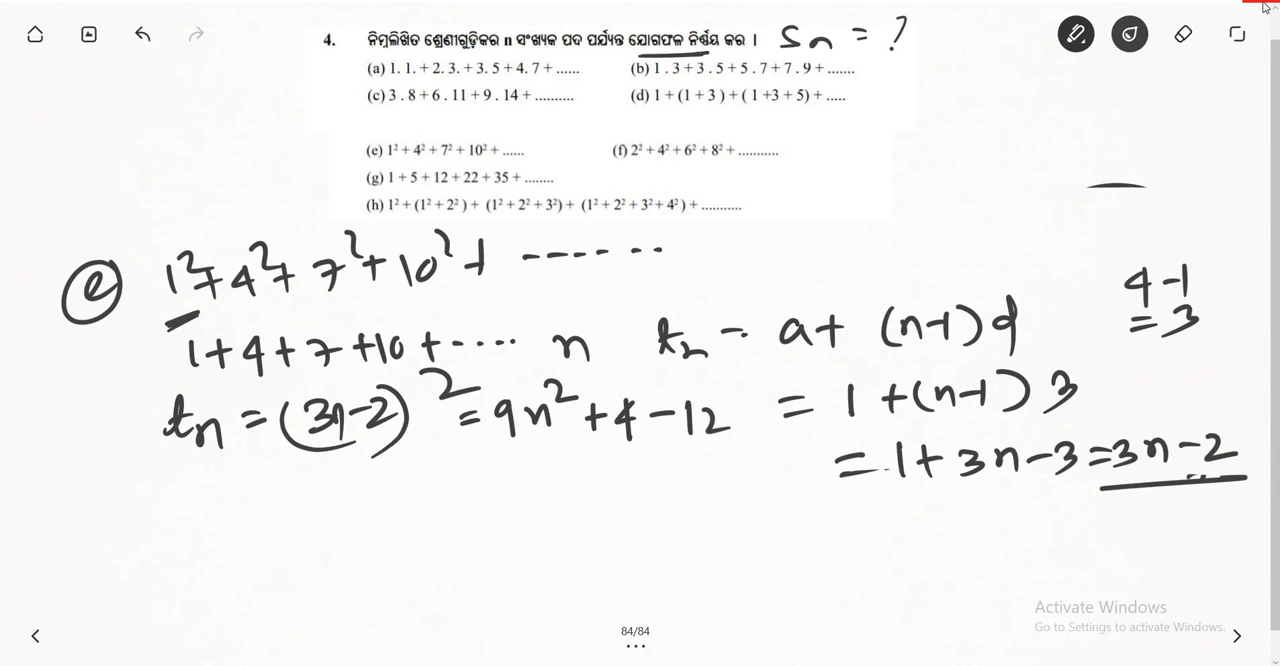 4. ନିମ୍ନଲିଖିତ ଶ୍ରେଣୀଗୁଡ଼ିକର n ସଂଖ୍ୟକ ପଦ ପର୍ଯ୍ୟନ୍ତ ଯୋଗଫଳ ନିର୍ଣ୍ଣୟ କର । Sn = ?
(a) 1. 1. + 2. 3. + 3. 5 + 4. 7 + ...... (b) 1 . 3 + 3 . 5 + 5 . 7 + 7 . 9 + .......
(c) 3 . 8 + 6 . 11 + 9 . 14 + .......... (d) 1 + (1 + 3 ) + ( 1 +3 + 5) + .....
(e) 1² + 4² + 7² + 10² + ...... (f) 2² + 4² + 6² + 8² + ...........
(g) 1 + 5 + 12 + 22 + 35 + ........
(h) 1² + (1² + 2² ) + (1² + 2² + 3²) + (1² + 2² + 3² + 4² ) + ...........
(e) 1² + 4² + 7² + 10² + ------
4 - 1
= 3
1 + 4 + 7 + 10 + ..... n tn = a + (n-1) d
tn = (3n-2)² = 9n² + 4 - 12 = 1 + (n-1) 3
= 1 + 3n - 3 = 3n - 2
Activate Windows
Go to Settings to activate Windows.
84/84